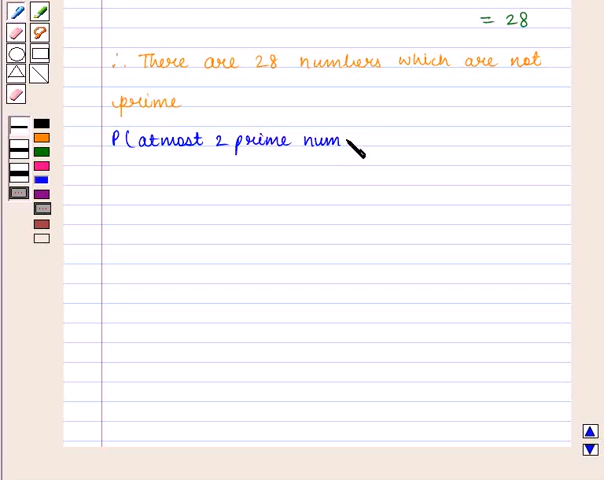 = 28
∴ There are 28 numbers which are not
prime
P(atmost 2 prime num